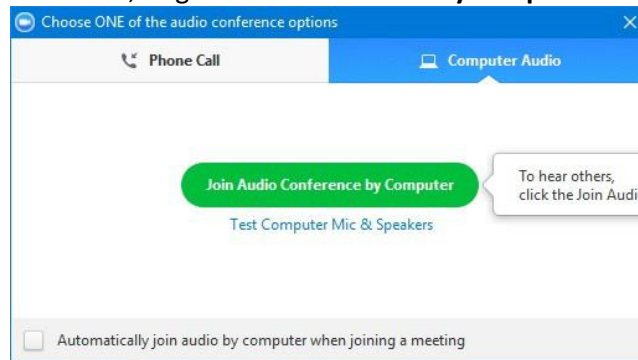 Choose ONE of the audio conference options
Phone Call
Computer Audio
Join Audio Conference by Computer
To hear others,
click the Join Audi
Test Computer Mic & Speakers
Automatically join audio by computer when joining a meeting